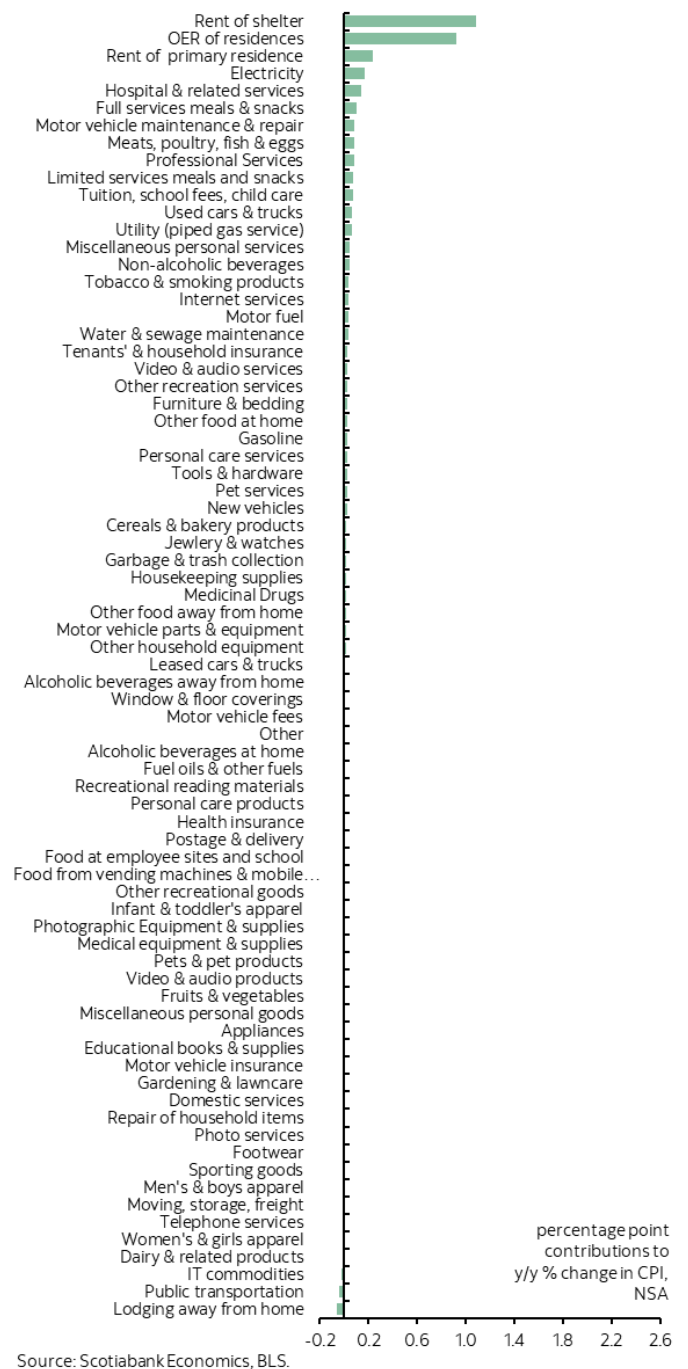 Rent of shelter
OER of residences
Rent of primary residence
Electricity
Hospital & related services
Full services meals & snacks
Motor vehicle maintenance & repair
Meats, poultry, fish & eggs
Professional Services
Limited services meals and snacks
Tuition, school fees, child care
Used cars & trucks
Utility (piped gas service)
Miscellaneous personal services
Non-alcoholic beverages
Tobacco & smoking products
Internet services
Motor fuel
Water & sewage maintenance
Tenants' & household insurance
Video & audio services
Other recreation services
Furniture & bedding
Other food at home
Gasoline
Personal care services
Tools & hardware
Pet services
New vehicles
Cereals & bakery products
Jewlery & watches
Garbage & trash collection
Housekeeping supplies
Medicinal Drugs
Other food away from home
Motor vehicle parts & equipment
Other household equipment
Leased cars & trucks
Alcoholic beverages away from home
Window & floor coverings
Motor vehicle fees
Other
Alcoholic beverages at home
Fuel oils & other fuels
Recreational reading materials
Personal care products
Health insurance
Postage & delivery
Food at employee sites and school
Food from vending machines & mobile…
Other recreational goods
Infant & toddler's apparel
Photographic Equipment & supplies
Medical equipment & supplies
Pets & pet products
Video & audio products
Fruits & vegetables
Miscellaneous personal goods
Appliances
Educational books & supplies
Motor vehicle insurance
Gardening & lawncare
Domestic services
Repair of household items
Photo services
Footwear
Sporting goods
Men's & boys apparel
Moving, storage, freight
Telephone services
Women's & girls apparel
Dairy & related products
IT commodities
Public transportation
Lodging away from home
percentage point
contributions to
y/y % change in CPI,
NSA
-0.2 0.2 0.6 1.0 1.4 1.8 2.2 2.6
Source: Scotiabank Economics, BLS.